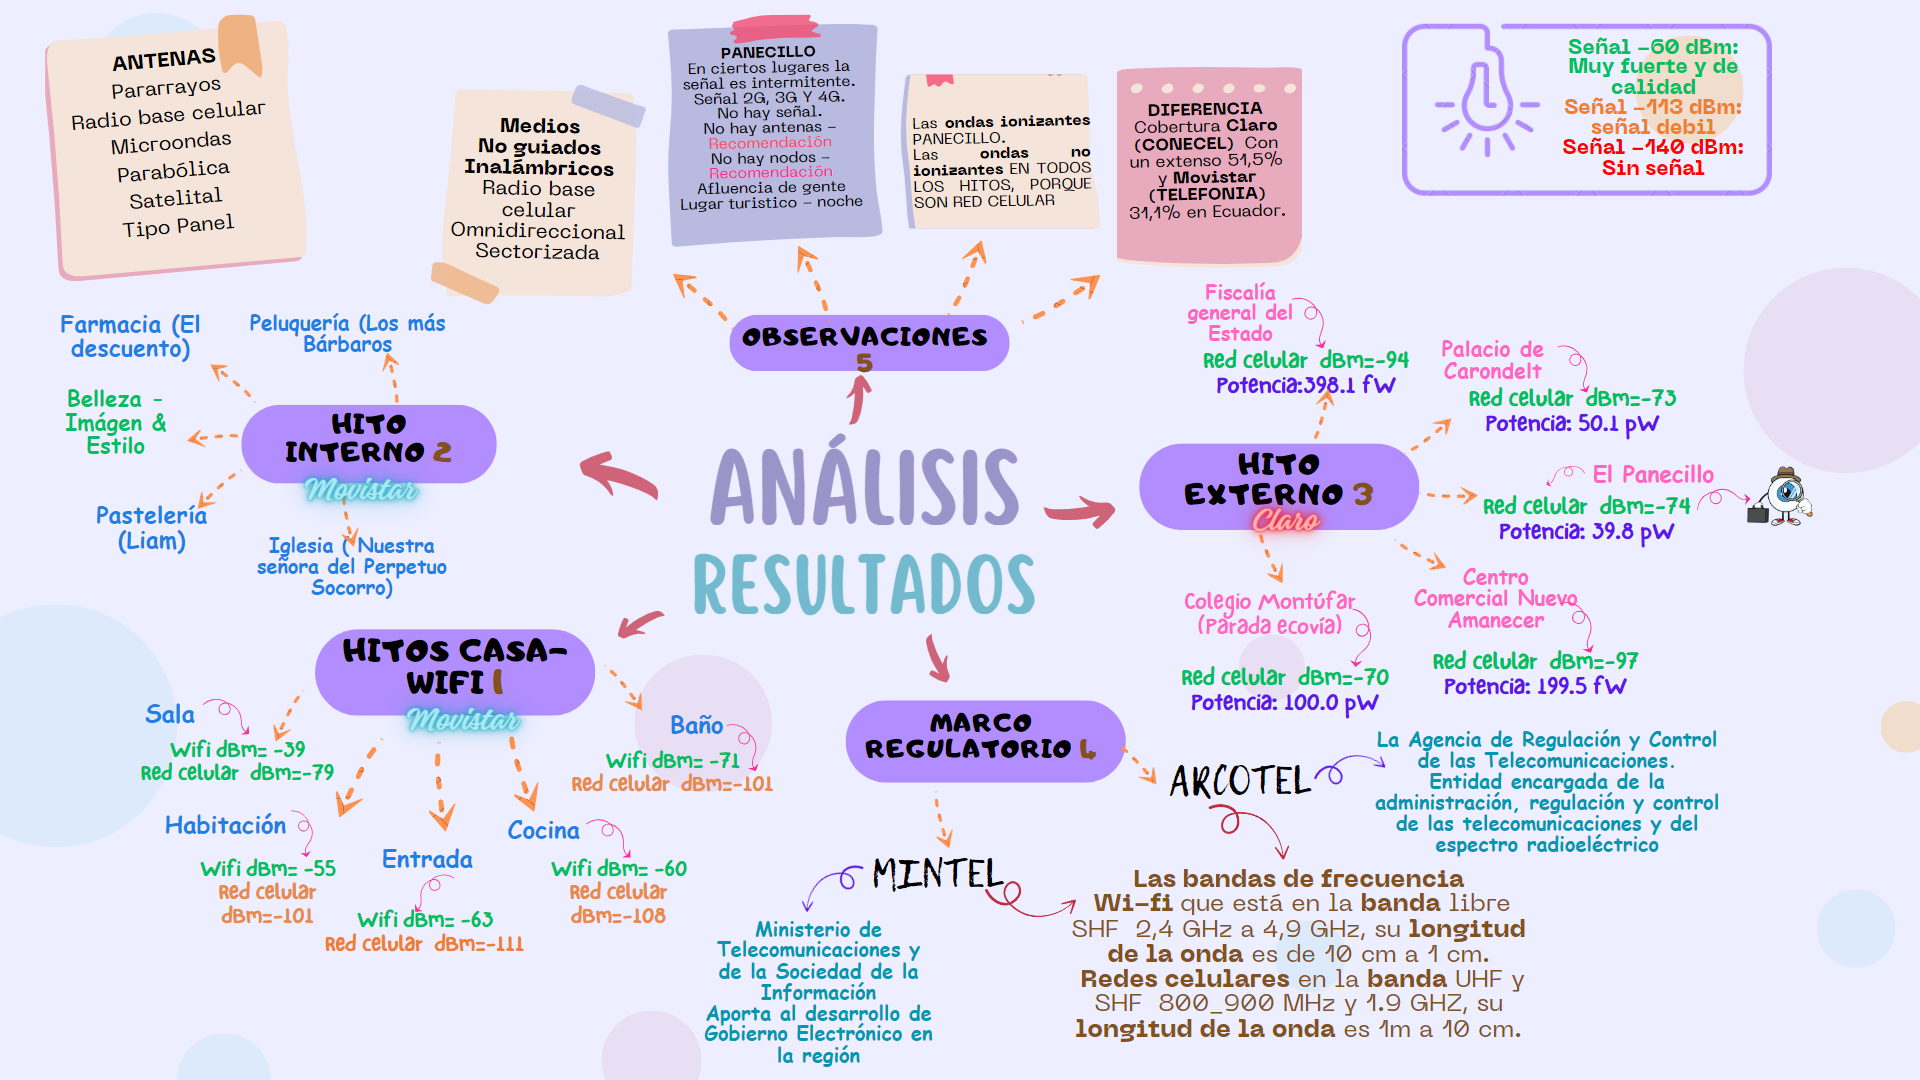 ANTENAS
Pararrayos
Radio base celular
Microondas
Parabólica
Satelital
Tipo Panel
Medios
No guiados
Inalámbricos
Radio base
celular
Omnidireccional
Sectorizada
PANECILLO
En ciertos lugares la
señal es intermitente.
Señal 2G, 3G Y 4G.
No hay señal.
No hay antenas –
Recomendación
No hay nodos –
Recomendación
Afluencia de gente
Lugar turistico – noche
Las ondas ionizantes
PANECILLO.
Las ondas no
ionizantes EN TODOS
LOS HITOS, PORQUE
SON RED CELULAR
DIFERENCIA
Cobertura Claro
(CONECEL) Con
un extenso 51,5%
y Movistar
(TELEFONIA)
31,1% en Ecuador.
Señal –60 dBm:
Muy fuerte y de
calidad
Señal –113 dBm:
señal debil
Señal –140 dBm:
Sin señal
OBSERVACIONES
5
ANÁLISIS
RESULTADOS
HITO
INTERNO 2
Movistar
Farmacia (El
descuento)
Peluquería (Los más
Bárbaros
Belleza -
Imágen &
Estilo
Pastelería
(Liam)
Iglesia ( Nuestra
señora del Perpetuo
Socorro)
HITO
EXTERNO 3
Claro
Fiscalía
general del
Estado
Red celular dBm=-94
Potencia:398.1 fW
Palacio de
Carondelt
Red celular dBm=-73
Potencia: 50.1 pW
El Panecillo
Red celular dBm=-74
Potencia: 39.8 pW
Centro
Comercial Nuevo
Amanecer
Red celular dBm=-97
Potencia: 199.5 fW
Colegio Montúfar
(Parada ecovía)
Red celular dBm=-70
Potencia: 100.0 pW
HITOS CASA-
WIFI 1
Movistar
Sala
Wifi dBm= -39
Red celular dBm=-79
Habitación
Wifi dBm= -55
Red celular
dBm=-101
Entrada
Wifi dBm= -63
Red celular dBm=-111
Cocina
Wifi dBm= -60
Red celular
dBm=-108
Baño
Wifi dBm= -71
Red celular dBm=-101
MARCO
REGULATORIO 4
ARCOTEL
La Agencia de Regulación y Control
de las Telecomunicaciones.
Entidad encargada de la
administración, regulación y control
de las telecomunicaciones y del
espectro radioeléctrico
MINTEL
Ministerio de
Telecomunicaciones y
de la Sociedad de la
Información
Aporta al desarrollo de
Gobierno Electrónico en
la región
Las bandas de frecuencia
Wi–fi que está en la banda libre
SHF 2,4 GHz a 4,9 GHz, su longitud
de la onda es de 10 cm a 1 cm.
Redes celulares en la banda UHF y
SHF 800_900 MHz y 1.9 GHZ, su
longitud de la onda es 1m a 10 cm.